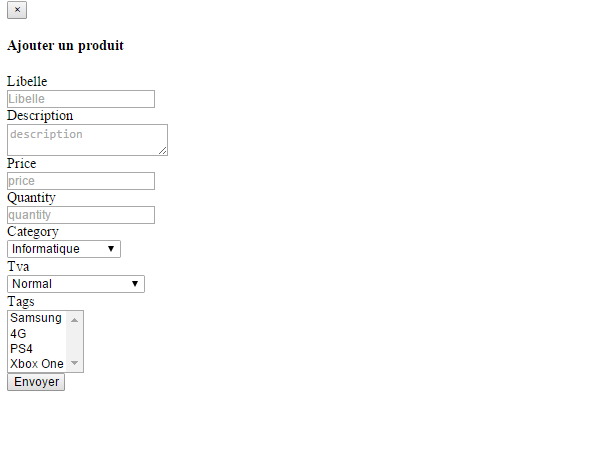 ×
Ajouter un produit
Libelle
Libelle
Description
description
Price
price
Quantity
quantity
Category
Informatique
Tva
Normal
Tags
Samsung
4G
PS4
Xbox One
Envoyer